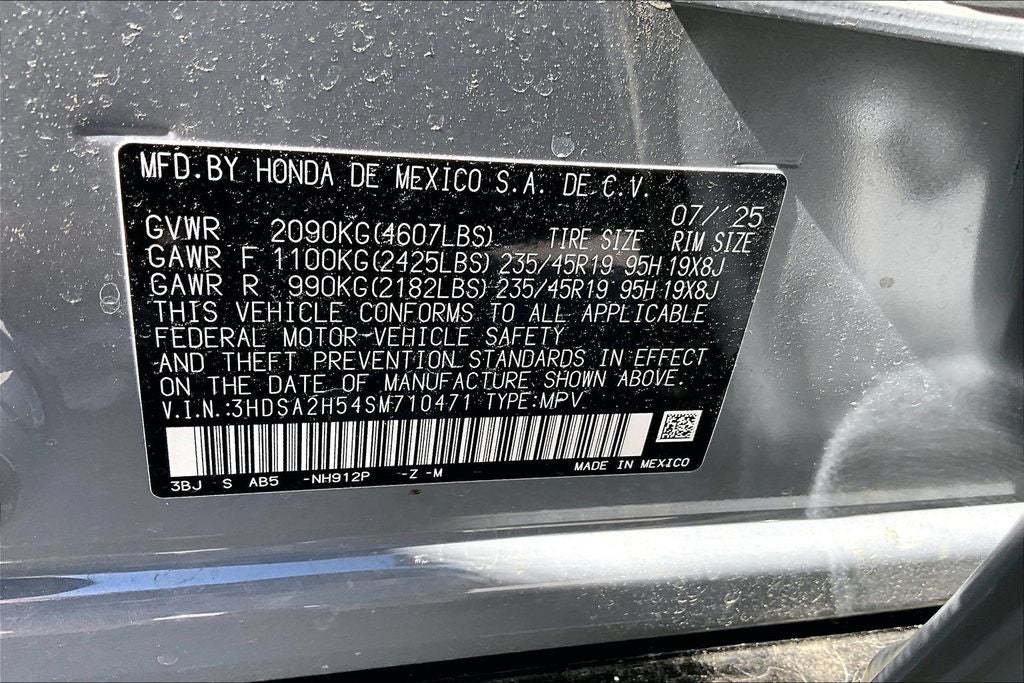 MFD.BY HONDA DE MEXICO S.A. DE C.V.
07/'25
GVWR 2090KG(4607LBS) TIRE SIZE RIM SIZE
GAWR F 1100KG(2425LBS) 235/45R19 95H 19X8J
GAWR R 990KG(2182LBS) 235/45R19 95H 19X8J
THIS VEHICLE CONFORMS TO ALL APPLICABLE
FEDERAL MOTOR-VEHICLE SAFETY
AND THEFT PREVENTION STANDARDS IN EFFECT
ON THE DATE OF MANUFACTURE SHOWN ABOVE.
V.I.N.:3HDSA2H54SM710471 TYPE:MPV
MADE IN MEXICO
3BJ S AB5 -NH912P -Z -M